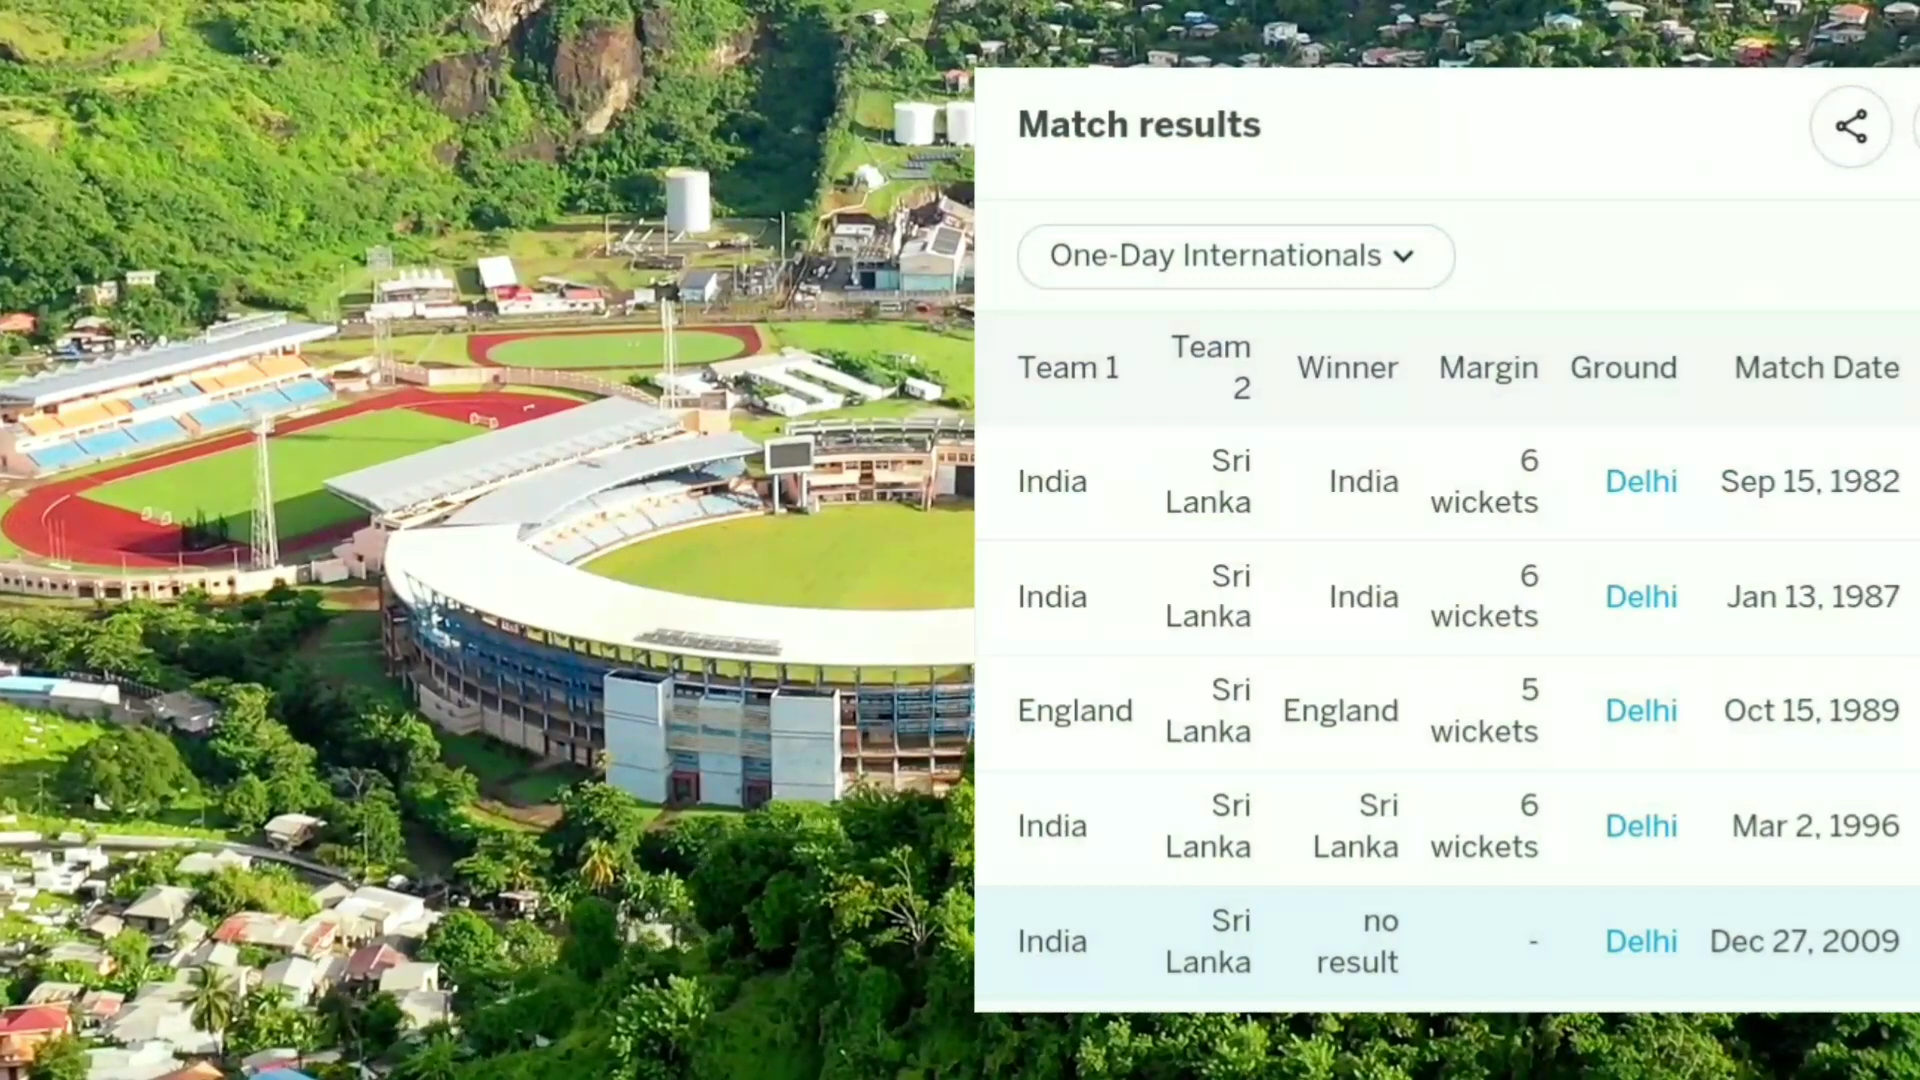 Match results
One-Day Internationals
Team 1 Team 2 Winner Margin Ground Match Date
India Sri Lanka India 6 wickets Delhi Sep 15, 1982
India Sri Lanka India 6 wickets Delhi Jan 13, 1987
England Sri Lanka England 5 wickets Delhi Oct 15, 1989
India Sri Lanka Sri Lanka 6 wickets Delhi Mar 2, 1996
India Sri Lanka no result - Delhi Dec 27, 2009